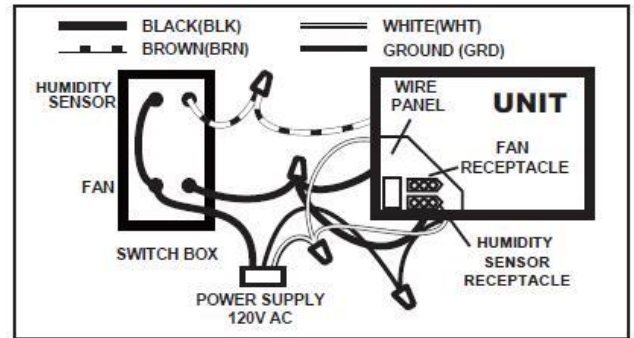 BLACK(BLK)
WHITE(WHT)
BROWN(BRN)
GROUND (GRD)
HUMIDITY
SENSOR
FAN
SWITCH BOX
POWER SUPPLY
120V AC
WIRE
PANEL
UNIT
FAN
RECEPTACLE
HUMIDITY
SENSOR
RECEPTACLE